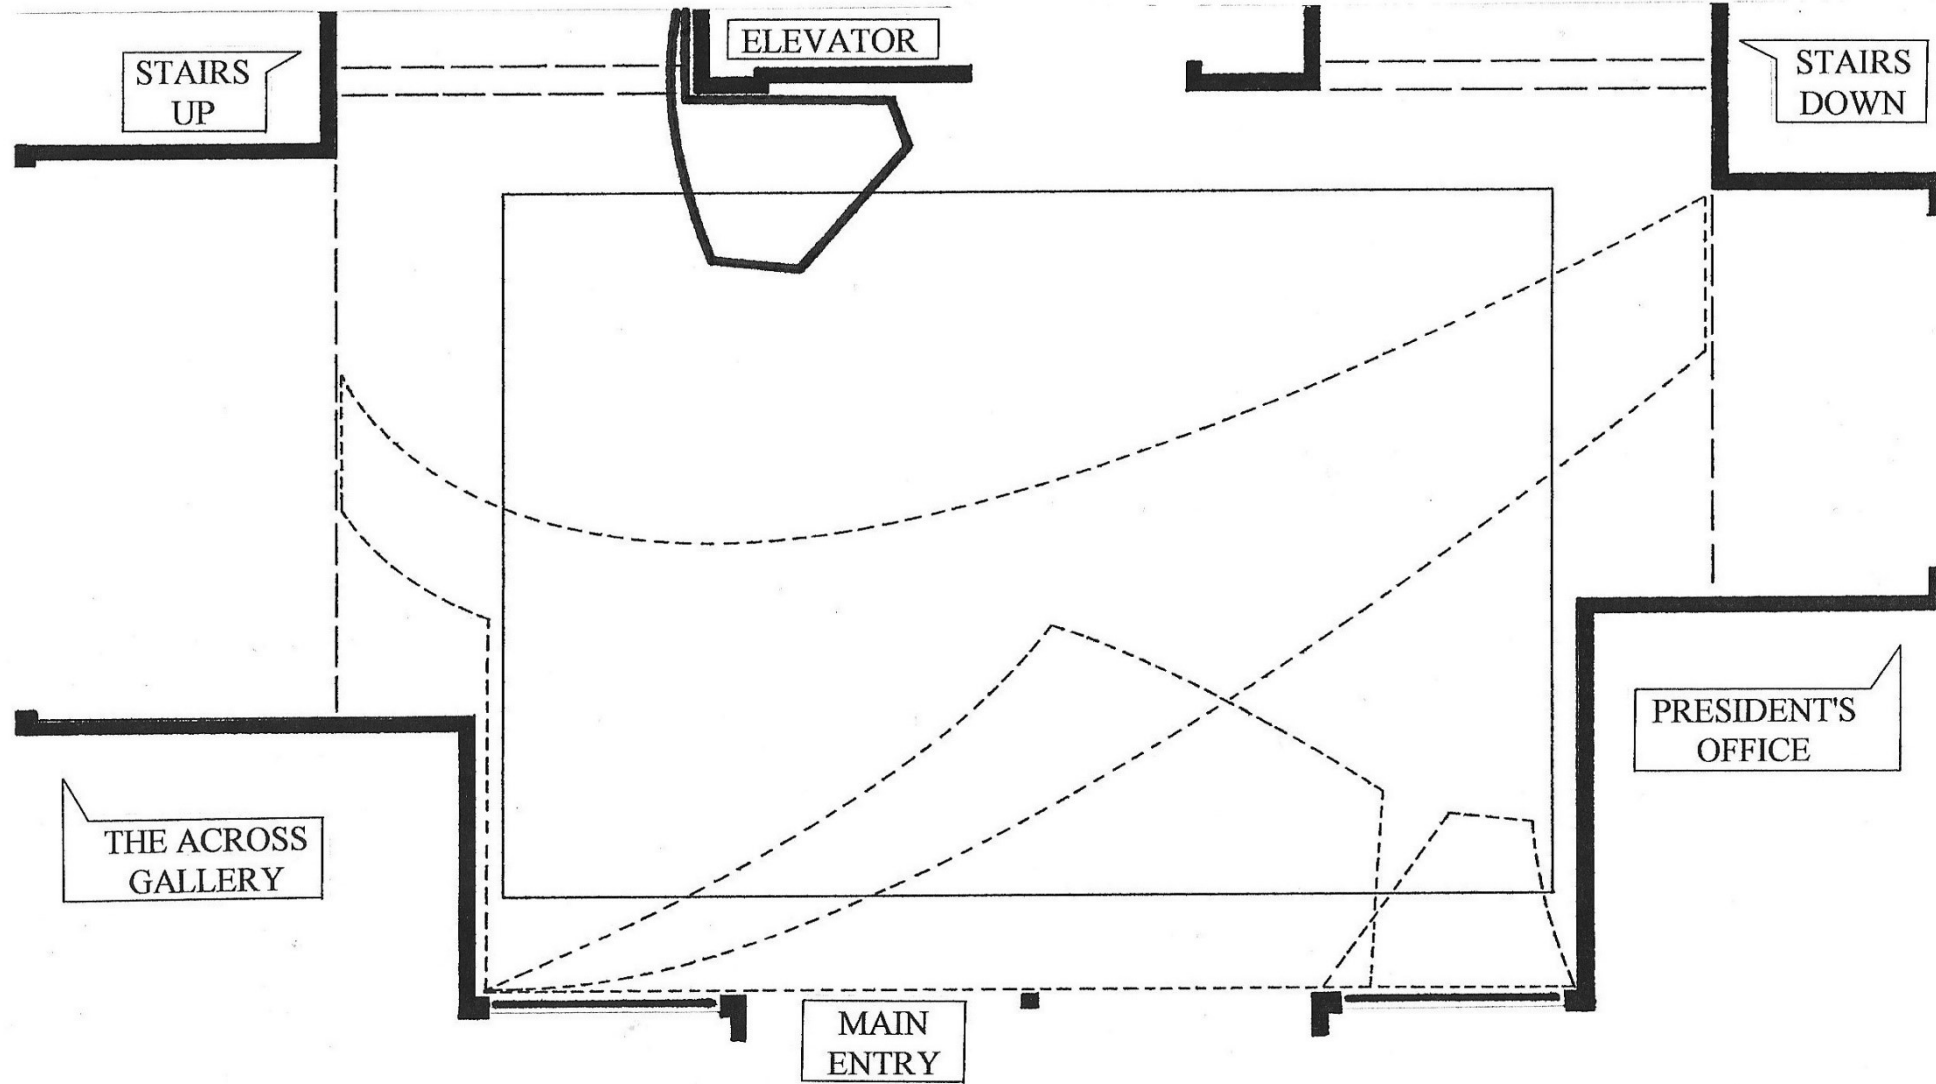 STAIRS
UP
ELEVATOR
STAIRS
DOWN
THE ACROSS
GALLERY
MAIN
ENTRY
PRESIDENT'S
OFFICE